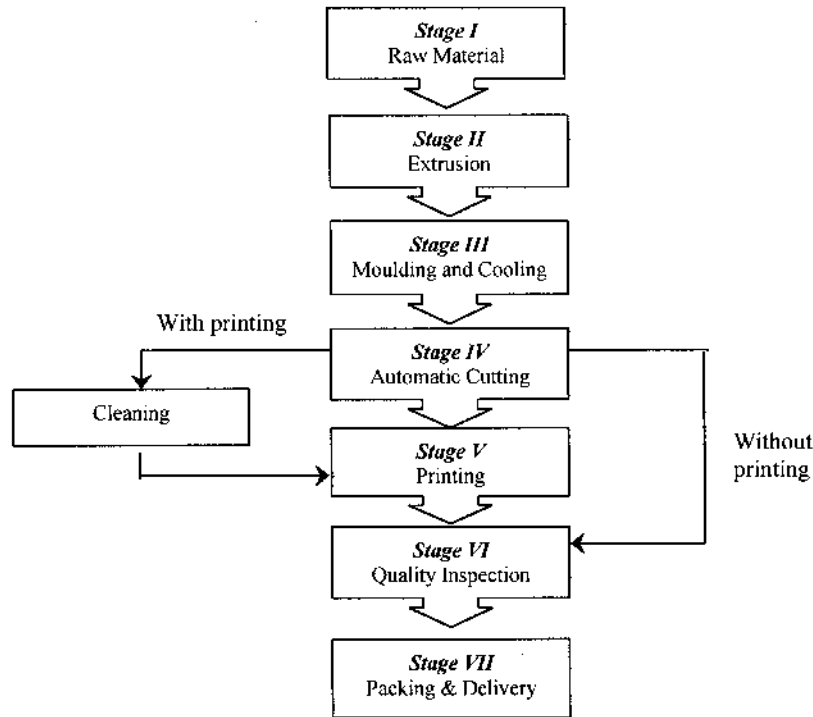 Stage I
Raw Material
Stage II
Extrusion
Stage III
Moulding and Cooling
With printing
Stage IV
Automatic Cutting
Cleaning
Without
printing
Stage V
Printing
Stage VI
Quality Inspection
Stage VII
Packing & Delivery